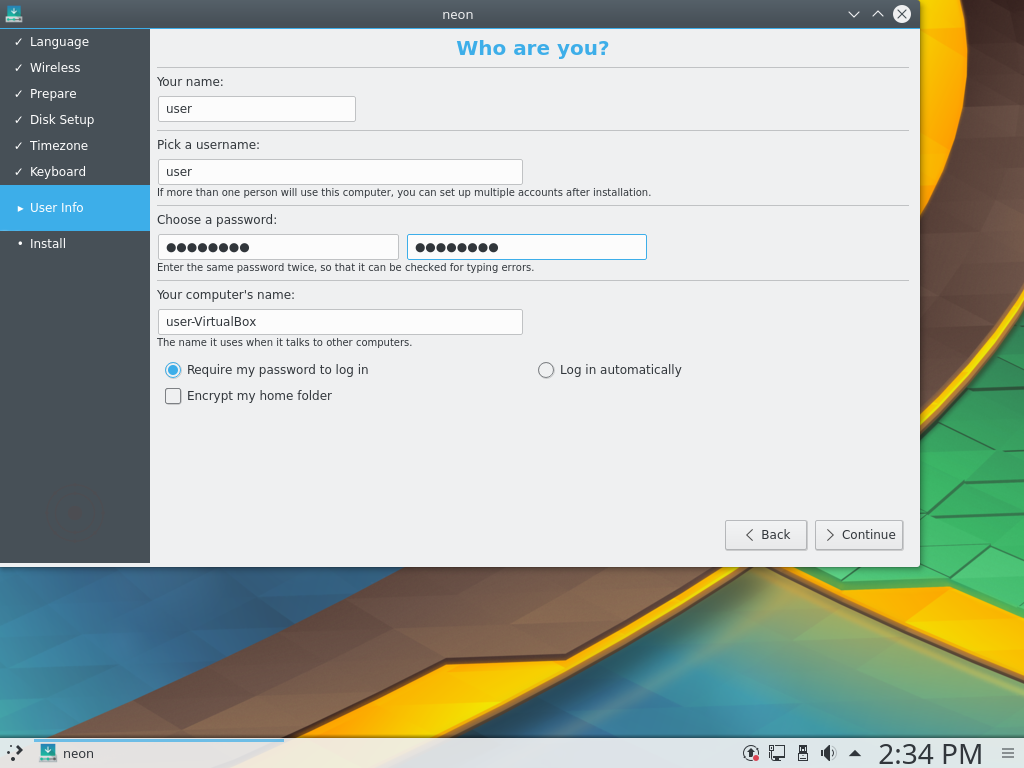 neon
✓ Language
✓ Wireless
✓ Prepare
✓ Disk Setup
✓ Timezone
✓ Keyboard
▸ User Info
• Install
Who are you?
Your name:
user
Pick a username:
user
If more than one person will use this computer, you can set up multiple accounts after installation.
Choose a password:
●●●●●●●● ●●●●●●●●
Enter the same password twice, so that it can be checked for typing errors.
Your computer's name:
user-VirtualBox
The name it uses when it talks to other computers.
Require my password to log in Log in automatically
Encrypt my home folder
Back Continue
neon 2:34 PM